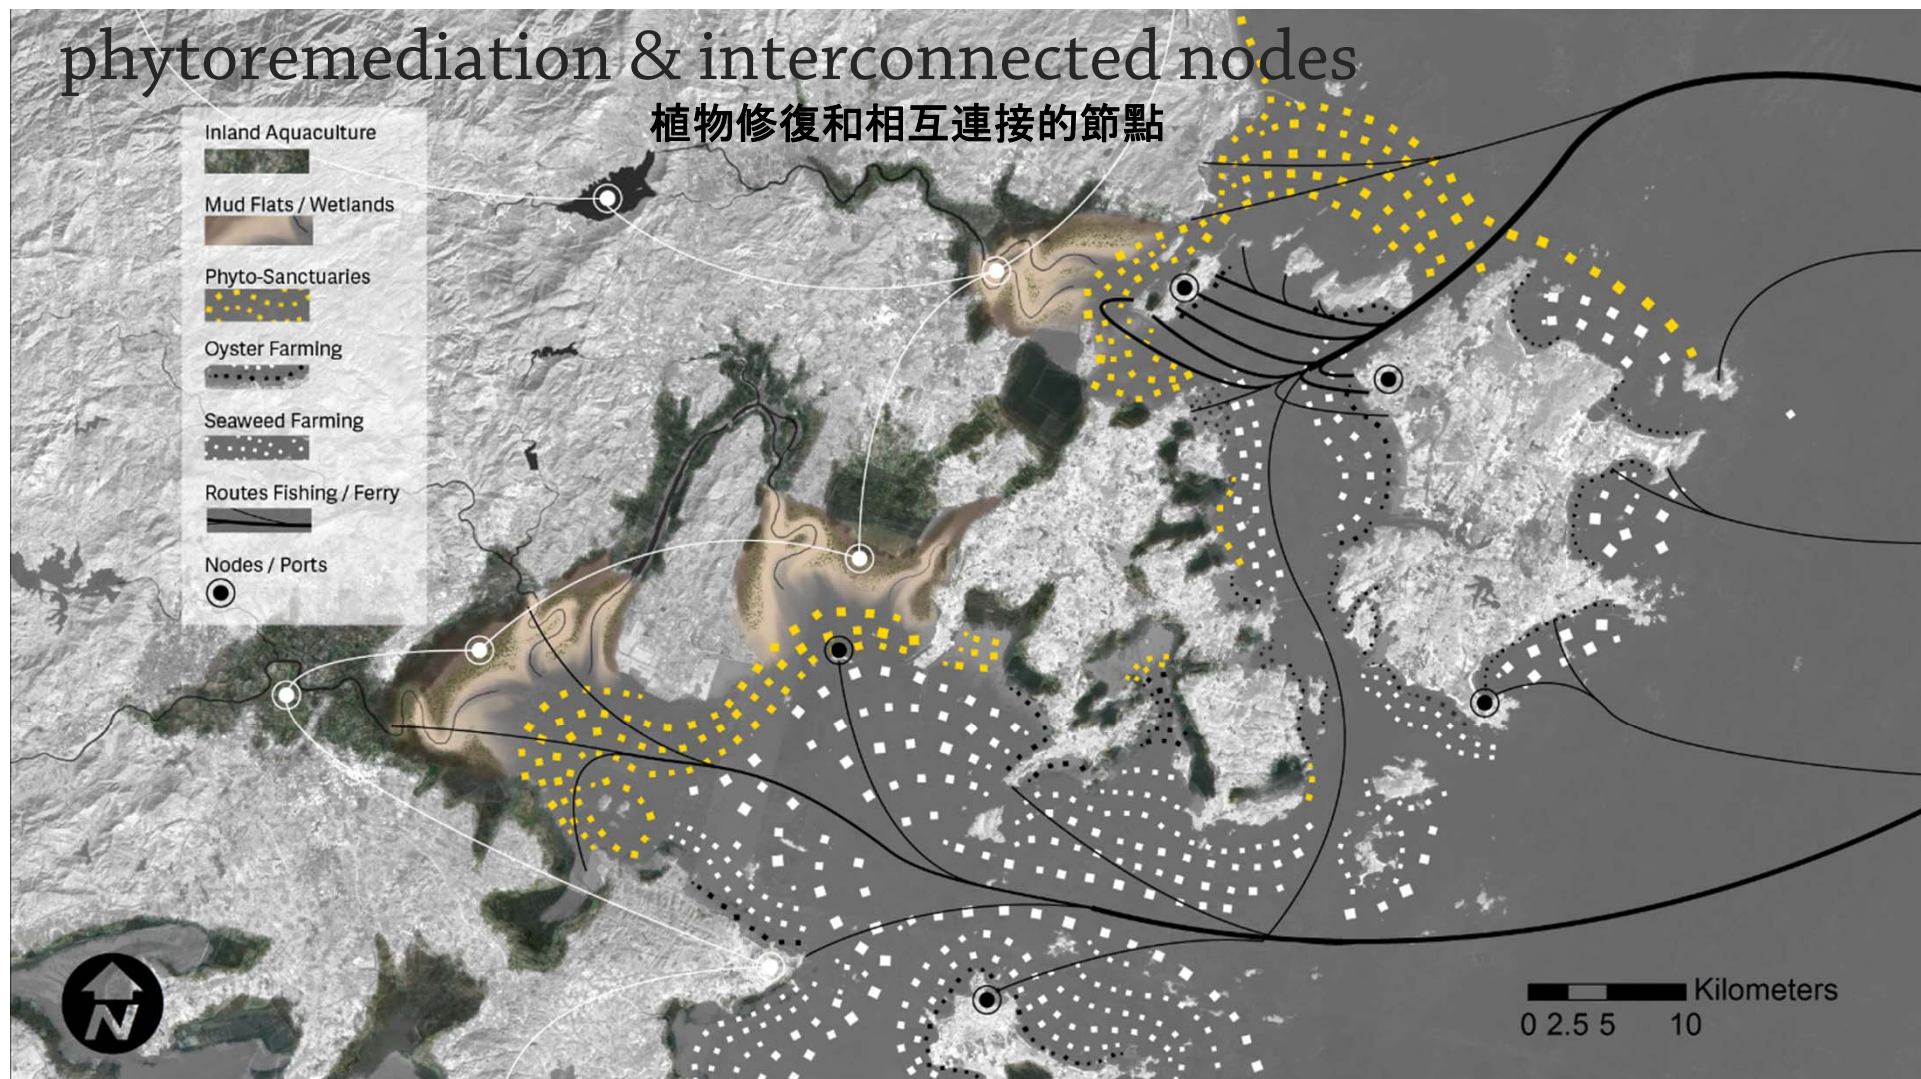 phytoremediation & interconnected nodes
植物修復和相互連接的節點
Inland Aquaculture
Mud Flats / Wetlands
Phyto-Sanctuaries
Oyster Farming
Seaweed Farming
Routes Fishing / Ferry
Nodes / Ports
N
Kilometers
0 2.5 5 10